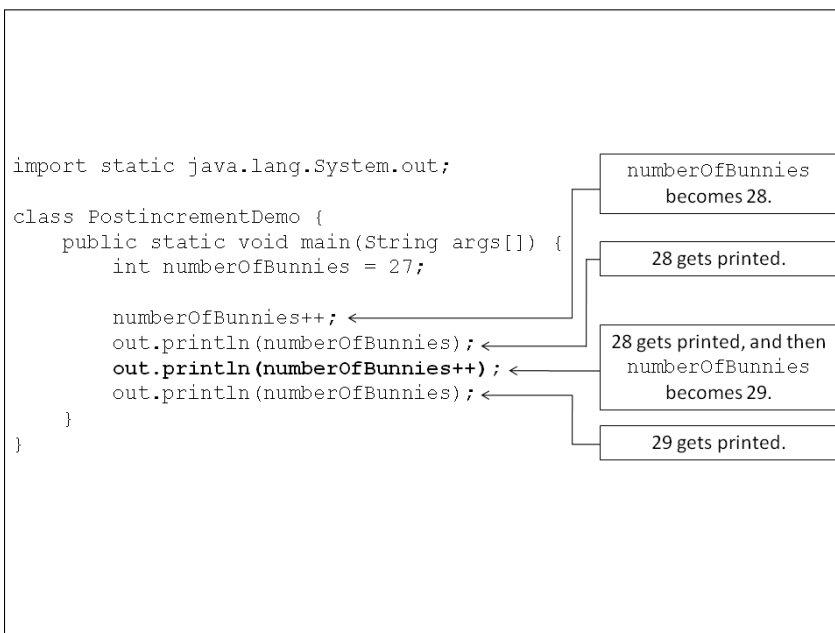 import static java.lang.System.out;
class PostincrementDemo {
public static void main(String args[]) {
int numberOfBunnies = 27;
numberOfBunnies++;
out.println(numberOfBunnies);
out.println(numberOfBunnies++);
out.println(numberOfBunnies);
}
}
numberOfBunnies
becomes 28.
28 gets printed.
28 gets printed, and then
numberOfBunnies
becomes 29.
29 gets printed.